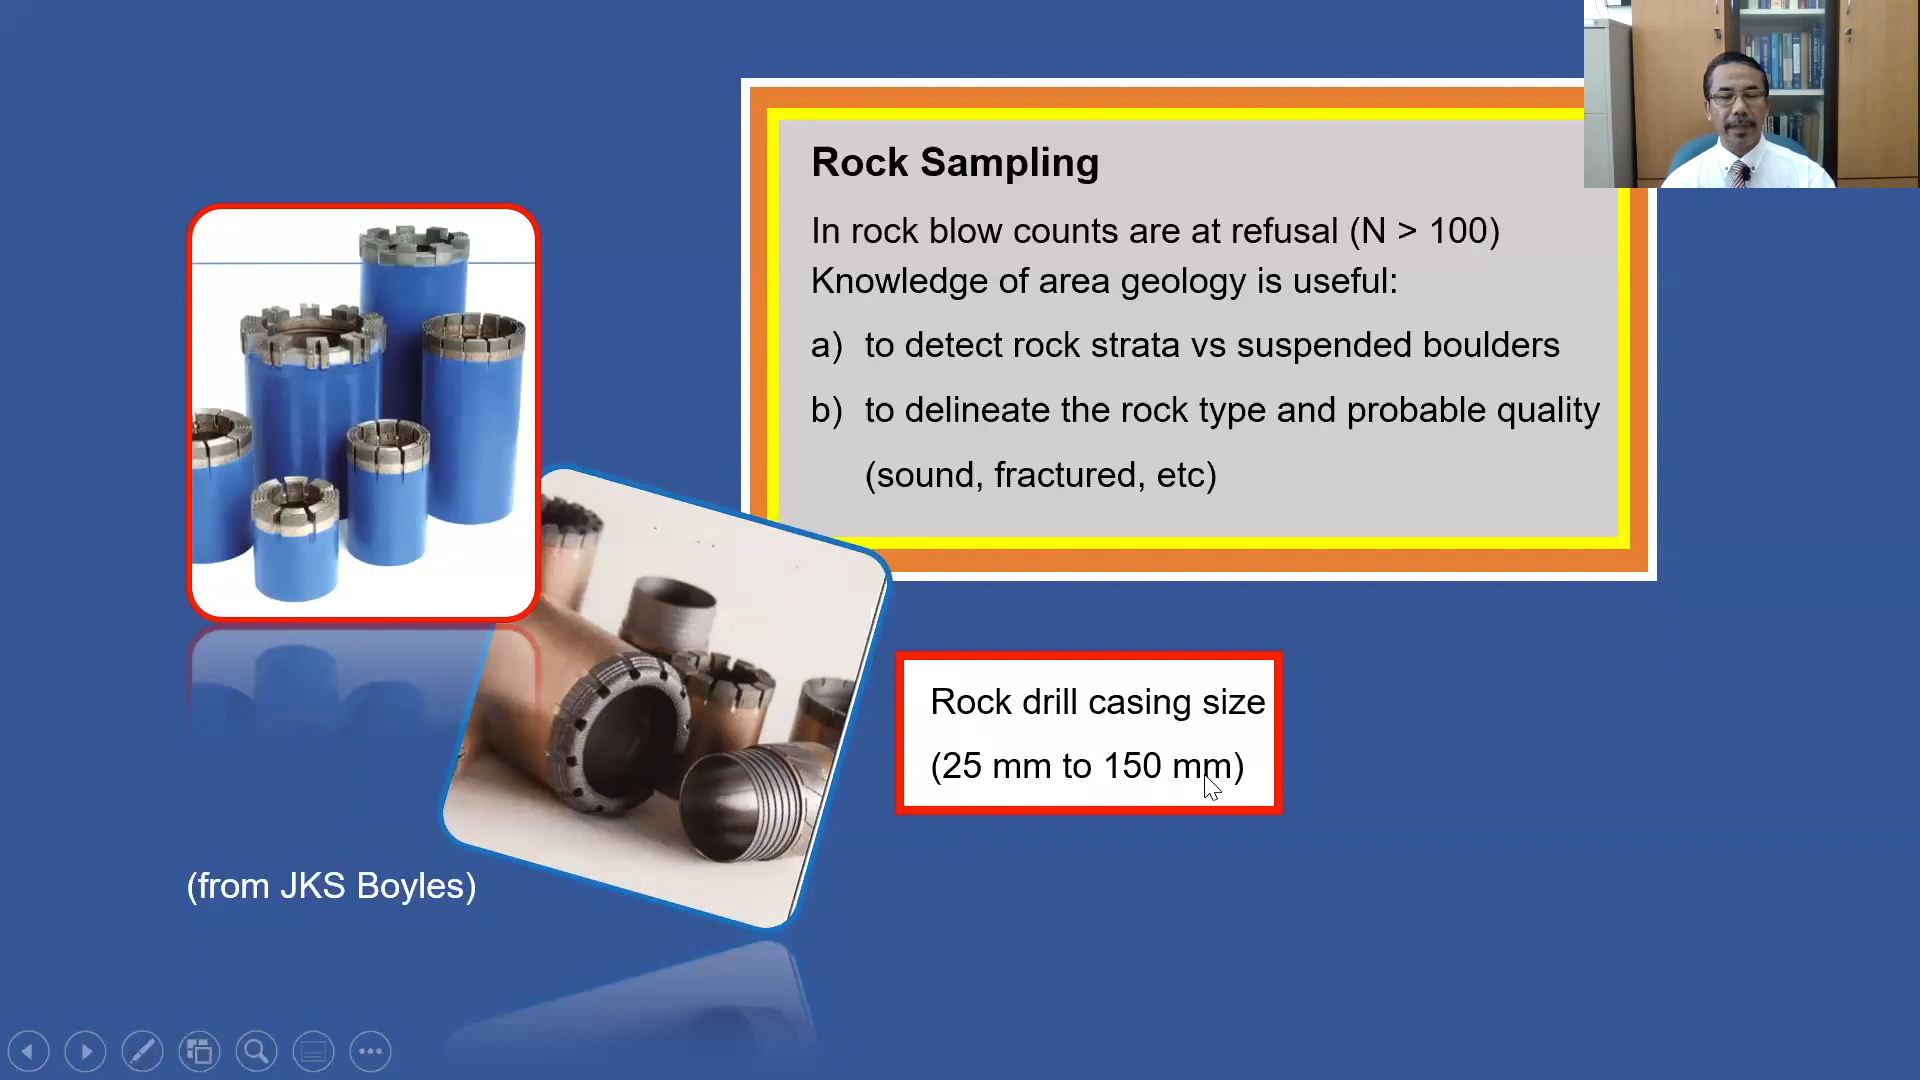 Rock Sampling
In rock blow counts are at refusal (N > 100)
Knowledge of area geology is useful:
a) to detect rock strata vs suspended boulders
b) to delineate the rock type and probable quality
(sound, fractured, etc)
Rock drill casing size
(25 mm to 150 mm)
(from JKS Boyles)